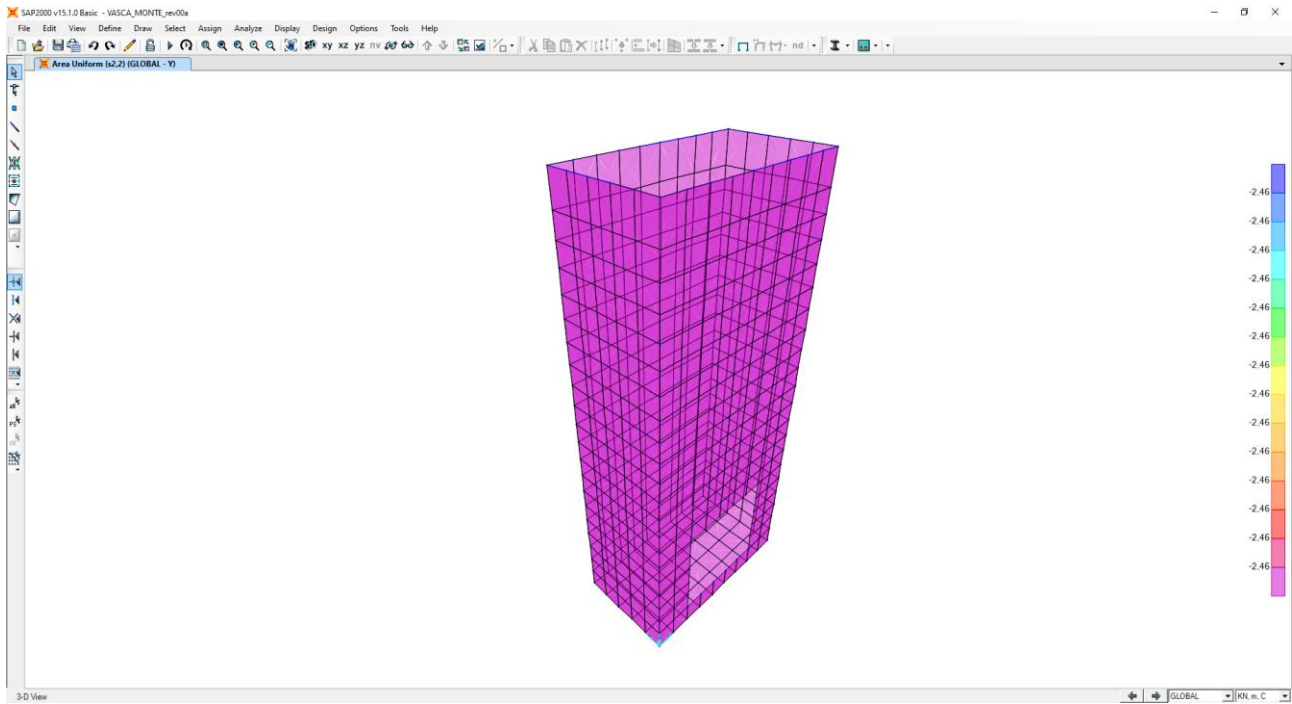 SAP2000 v15.1.0 Basic - VASCA_MONTE_rev00a
File Edit View Define Draw Select Assign Analyze Display Design Options Tools Help
xy xz yz nv nd
Area Uniform (s2,2) (GLOBAL - Y)
-2.46
-2.46
-2.46
-2.46
-2.46
-2.46
-2.46
-2.46
-2.46
-2.46
-2.46
-2.46
-2.46
-2.46
3-D View
GLOBAL
KN, m, C